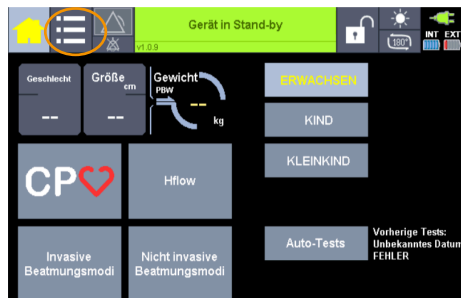 Gerät in Stand-by
v1.0.9
180°
INT EXT
Geschlecht
--
Größe
cm
--
Gewicht
PBW
--
kg
ERWACHSEN
KIND
KLEINKIND
CP
Hflow
Invasive
Beatmungsmodi
Nicht invasive
Beatmungsmodi
Auto-Tests
Vorherige Tests:
Unbekanntes Datum
FEHLER